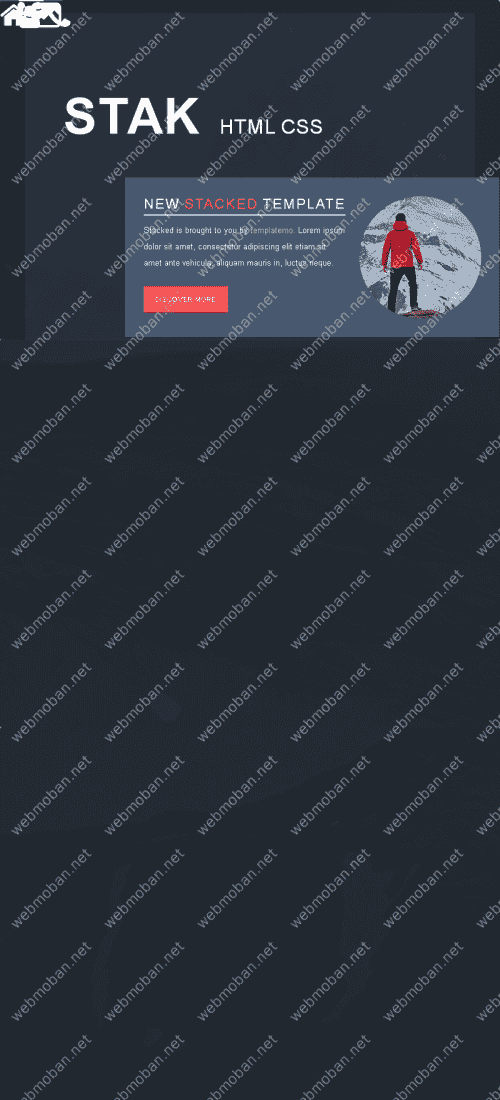 STAK HTML CSS
NEW STACKED TEMPLATE
Stacked is brought to you by templatemo. Lorem ipsum
dolor sit amet, consectetur adipiscing elit etiam sit
amet ante vehicula, aliquam mauris in, luctus neque.
DISCOVER MORE
webmoban.net